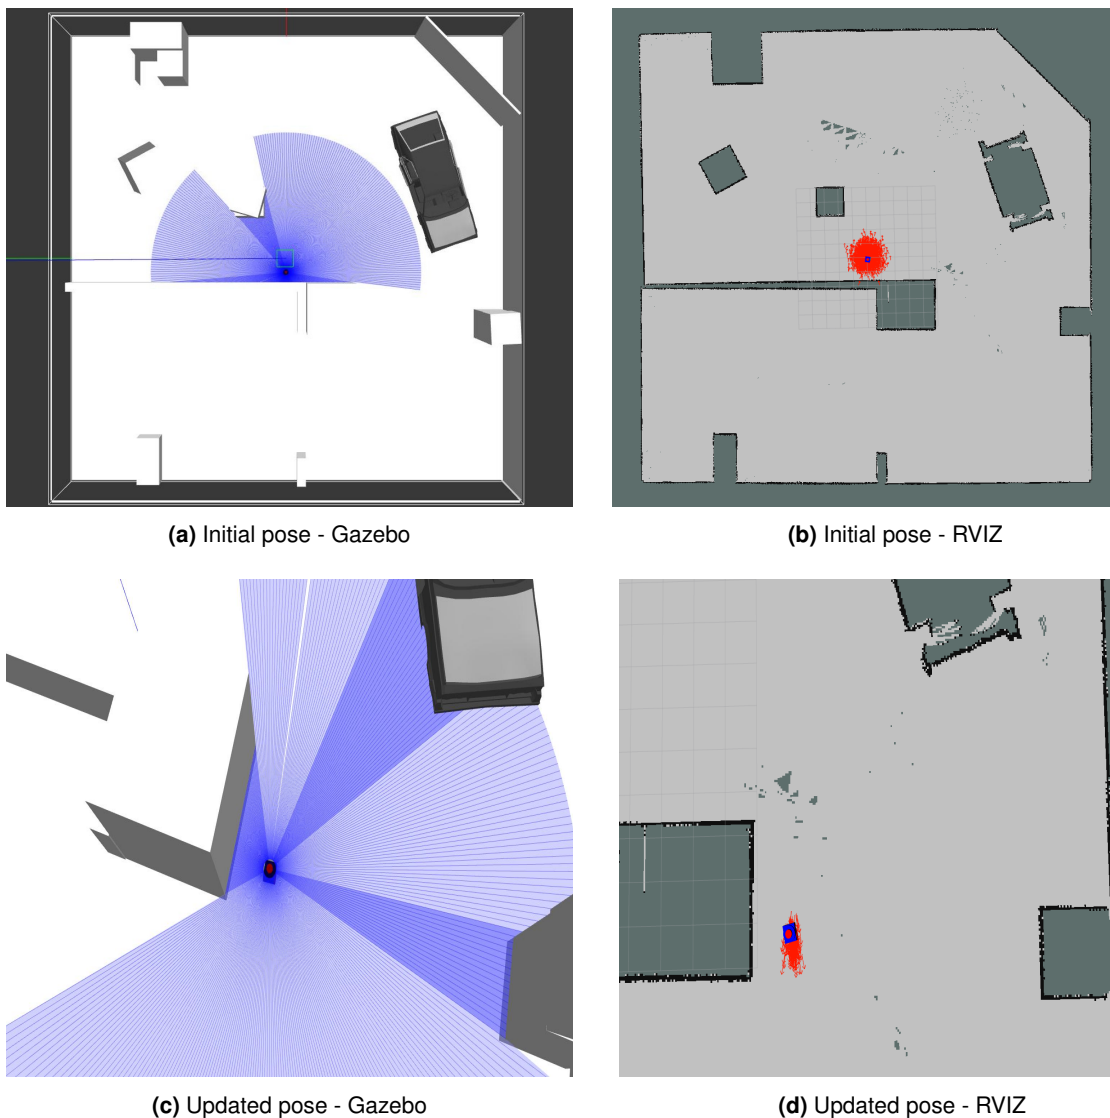 (a) Initial pose - Gazebo
(b) Initial pose - RVIZ
(c) Updated pose - Gazebo
(d) Updated pose - RVIZ